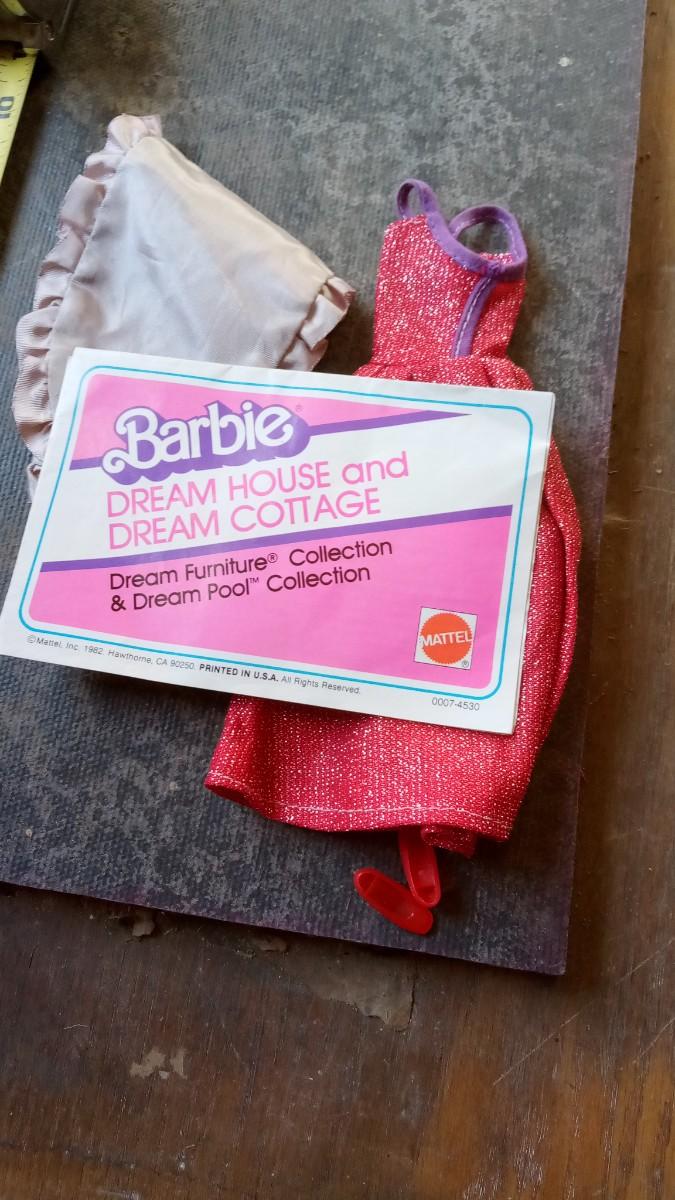 10
Barbie®
DREAM HOUSE and
DREAM COTTAGE
Dream Furniture® Collection
& Dream Pool™ Collection
MATTEL
®
©Mattel, Inc. 1982. Hawthorne, CA 90250. PRINTED IN U.S.A. All Rights Reserved.
0007-4530